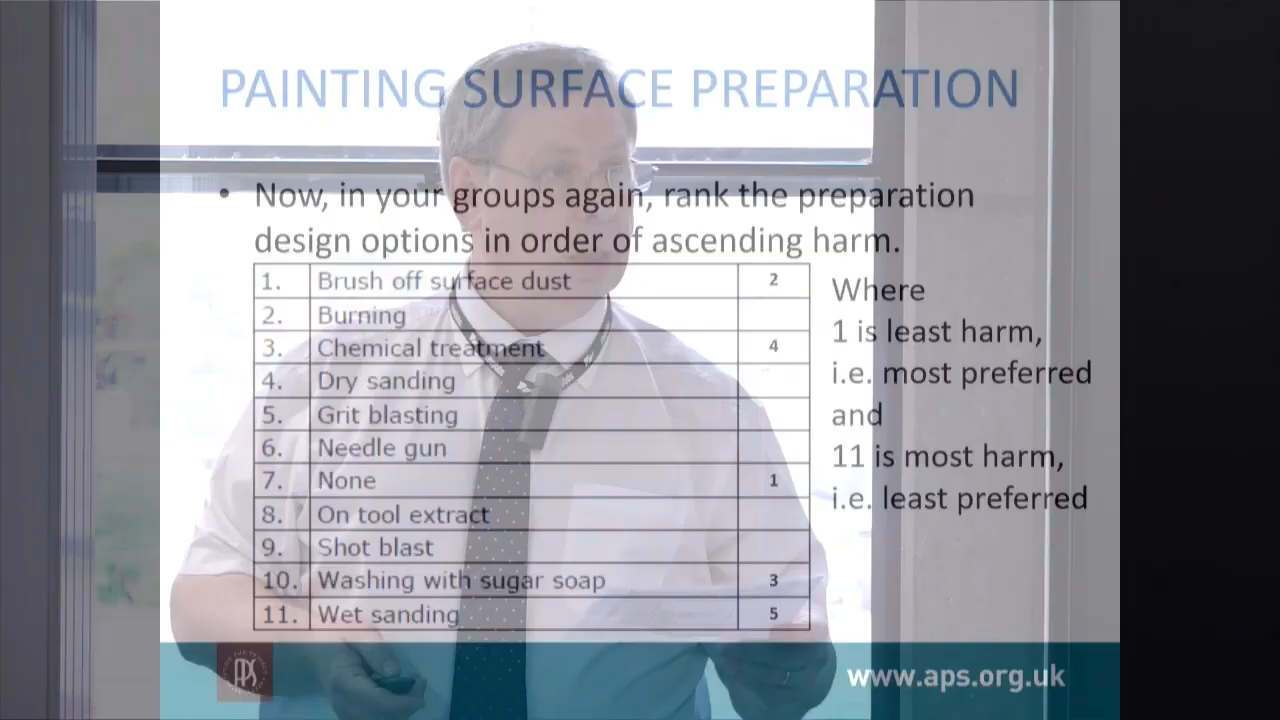 PAINTING SURFACE PREPARATION
• Now, in your groups again, rank the preparation
design options in order of ascending harm.
1. Brush off surface dust 2
2. Burning
3. Chemical treatment 4
4. Dry sanding
5. Grit blasting
6. Needle gun
7. None 1
8. On tool extract
9. Shot blast
10. Washing with sugar soap 3
11. Wet sanding 5
Where
1 is least harm,
i.e. most preferred
and
11 is most harm,
i.e. least preferred
APS
www.aps.org.uk